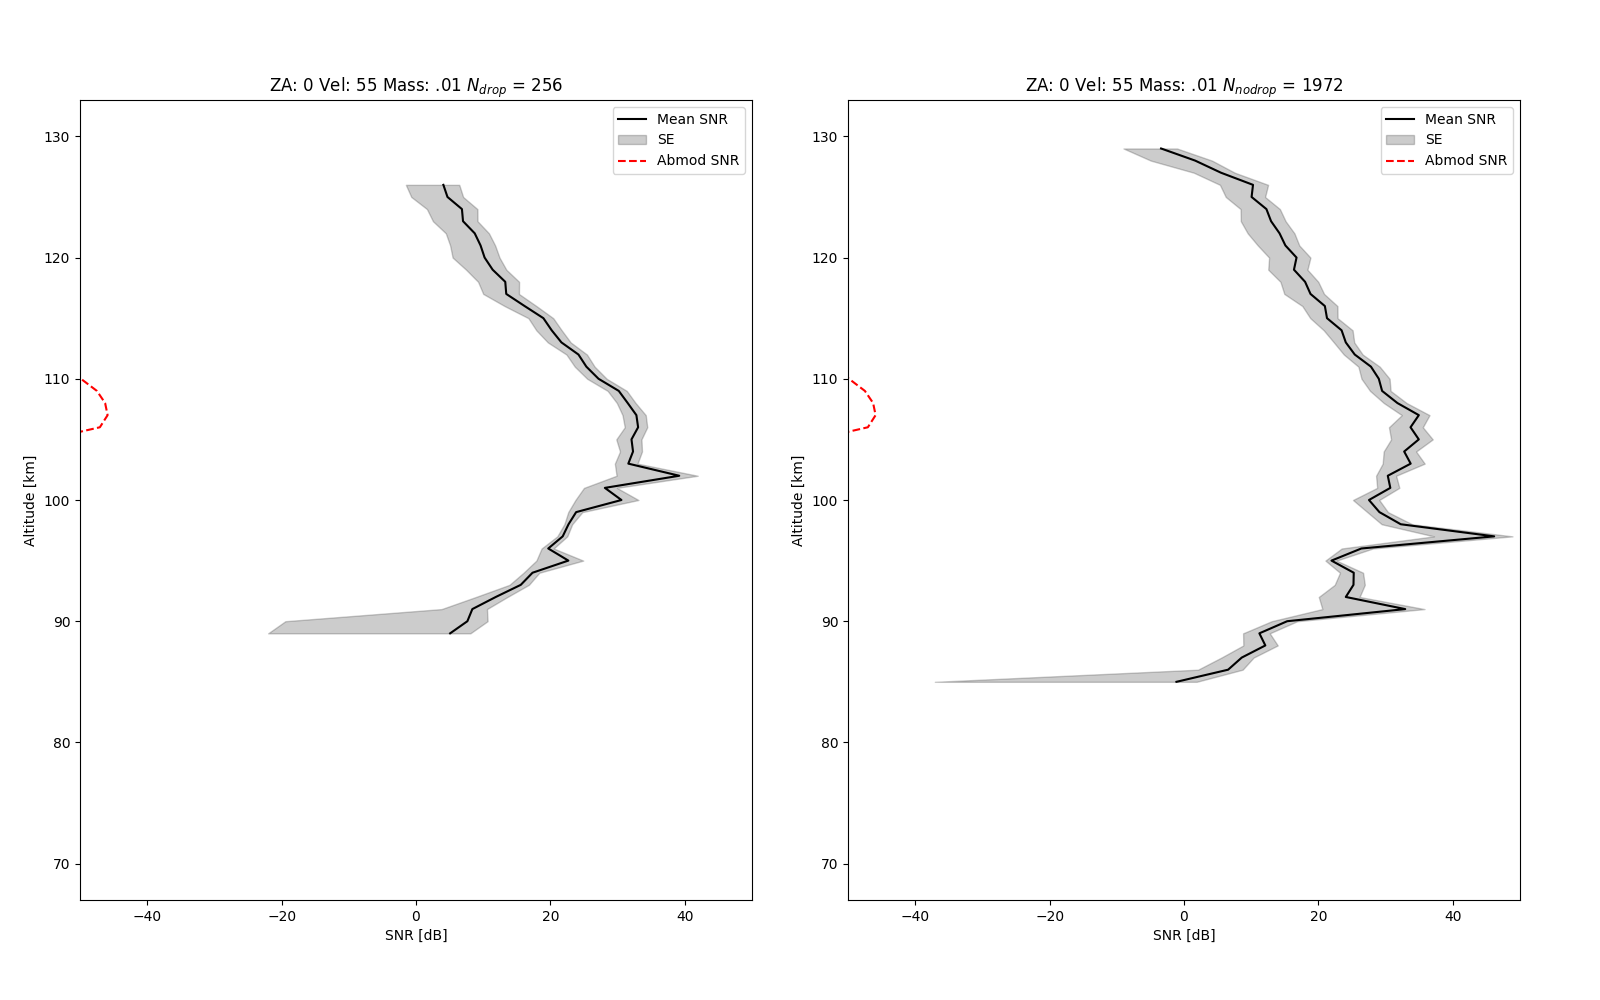 ZA: 0 Vel: 55 Mass: .01 N_drop = 256
Mean SNR
SE
Abmod SNR
130
120
110
100
90
80
70
Altitude [km]
−40
−20
0
20
40
SNR [dB]
ZA: 0 Vel: 55 Mass: .01 N_nodrop = 1972
Mean SNR
SE
Abmod SNR
130
120
110
100
90
80
70
Altitude [km]
−40
−20
0
20
40
SNR [dB]